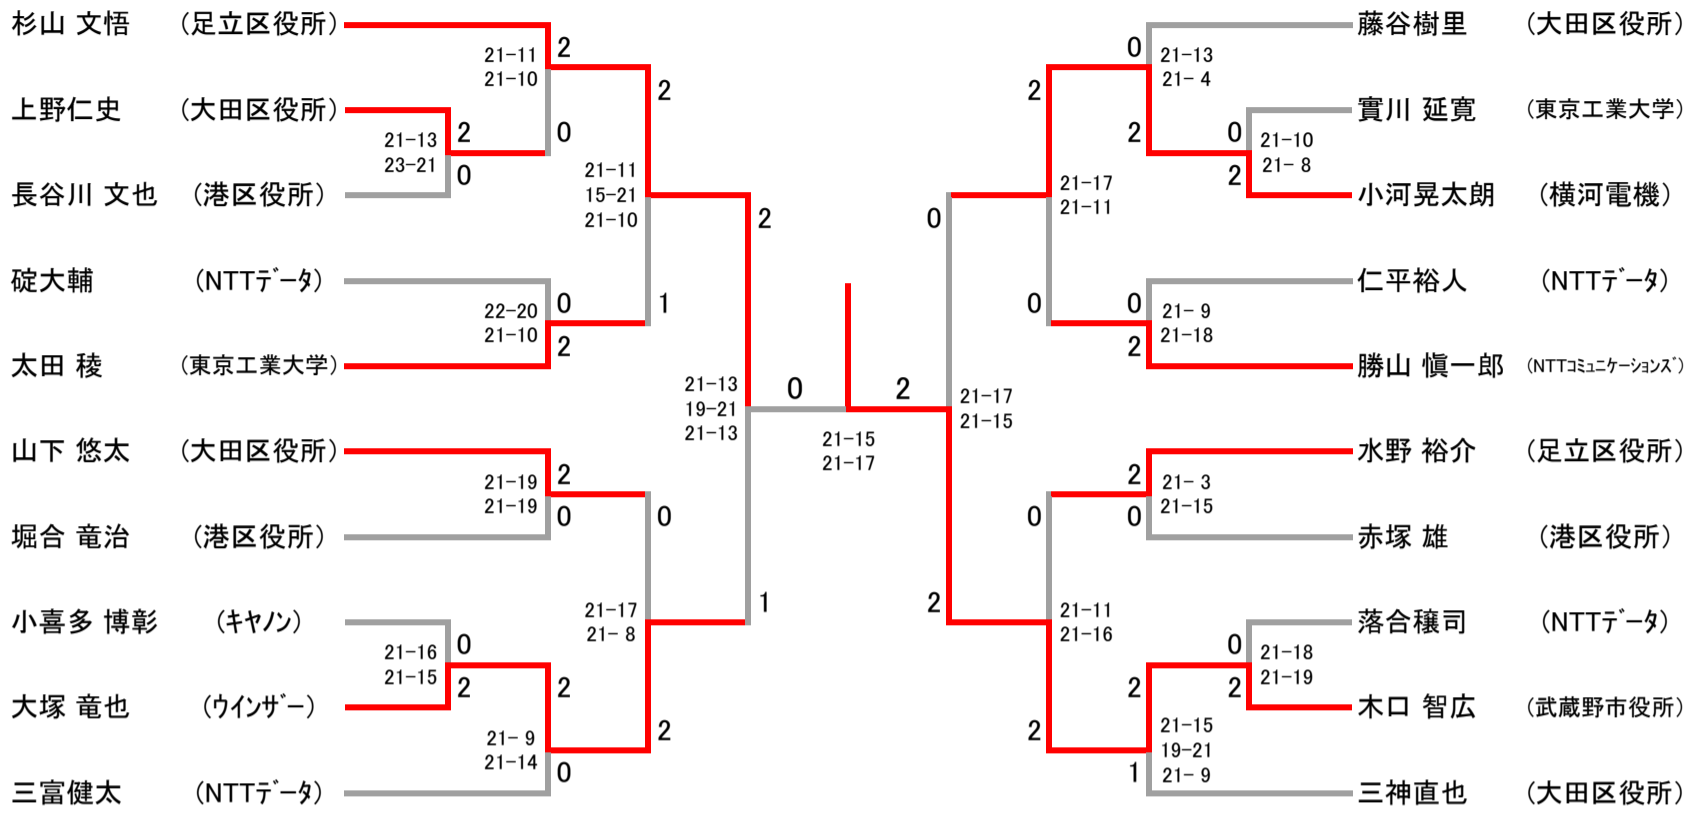 杉山 文悟 (足立区役所)
21-11 2
21-10
上野仁史 (大田区役所)
0
21-13 2
23-21 0
長谷川 文也 (港区役所)
2
21-11
15-21
21-10
碇大輔 (NTTデータ)
22-20 0
21-10 2
1
太田 稜 (東京工業大学)
2
21-13
19-21
21-13
山下 悠太 (大田区役所)
21-19 2
21-19 0
0
堀合 竜治 (港区役所)
小喜多 博彰 (キヤノン)
21-17
21- 8
1
21-16 0
21-15 2
大塚 竜也 (ウインザー)
2
2
21- 9
21-14 0
三富健太 (NTTデータ)
0 2
21-15
21-17
藤谷樹里 (大田区役所)
0 21-13
21- 4
2
實川 延寛 (東京工業大学)
2
0 21-10
2 21- 8
小河晃太朗 (横河電機)
21-17
21-11
0
仁平裕人 (NTTデータ)
0
0 21- 9
2 21-18
勝山 愼一郎 (NTTコミュニケーションズ)
21-17
21-15
水野 裕介 (足立区役所)
2 21- 3
0 21-15
0
赤塚 雄 (港区役所)
2
21-11
21-16
落合穣司 (NTTデータ)
0 21-18
2 21-19
2
木口 智広 (武蔵野市役所)
2
21-15
19-21
1 21- 9
三神直也 (大田区役所)